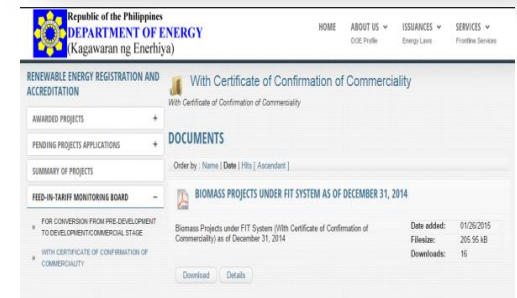 Republic of the Philippines
DEPARTMENT OF ENERGY
(Kagawaran ng Enerhiya)
HOME
ABOUT US
DOE Profile
ISSUANCES
Energy Laws
SERVICES
Frontline Services
RENEWABLE ENERGY REGISTRATION AND
ACCREDITATION
AWARDED PROJECTS +
PENDING PROJECTS APPLICATIONS +
SUMMARY OF PROJECTS
FEED-IN-TARIFF MONITORING BOARD –
FOR CONVERSION FROM PRE-DEVELOPMENT
TO DEVELOPMENT/COMMERCIAL STAGE
WITH CERTIFICATE OF CONFIRMATION OF
COMMERCIALITY
With Certificate of Confirmation of Commerciality
With Certificate of Confirmation of Commerciality
DOCUMENTS
Order by : Name | Date | Hits [ Ascendant ]
BIOMASS PROJECTS UNDER FIT SYSTEM AS OF DECEMBER 31, 2014
Biomass Projects under FIT System (With Certificate of Confirmation of
Commerciality) as of December 31, 2014
Date added: 01/26/2015
Filesize: 205.95 kB
Downloads: 16
Download Details